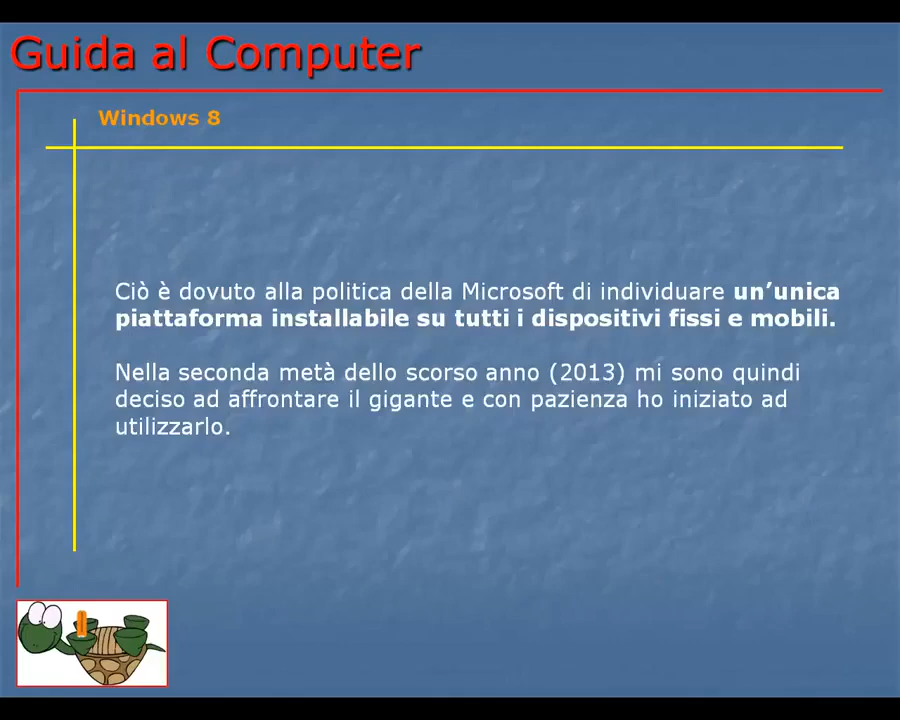 Guida al Computer
Windows 8
Ciò è dovuto alla politica della Microsoft di individuare un’unica
piattaforma installabile su tutti i dispositivi fissi e mobili.
Nella seconda metà dello scorso anno (2013) mi sono quindi
deciso ad affrontare il gigante e con pazienza ho iniziato ad
utilizzarlo.